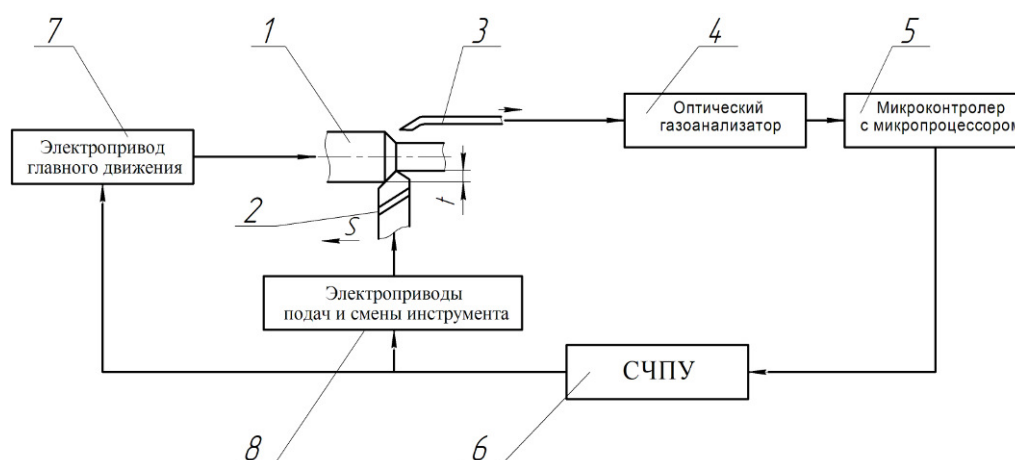 7
1
3
4
5
Оптический
газоанализатор
Микроконтролер
с микропроцессором
Электропривод
главного движения
2
S
t
Электроприводы
подач и смены инструмента
СЧПУ
8
6